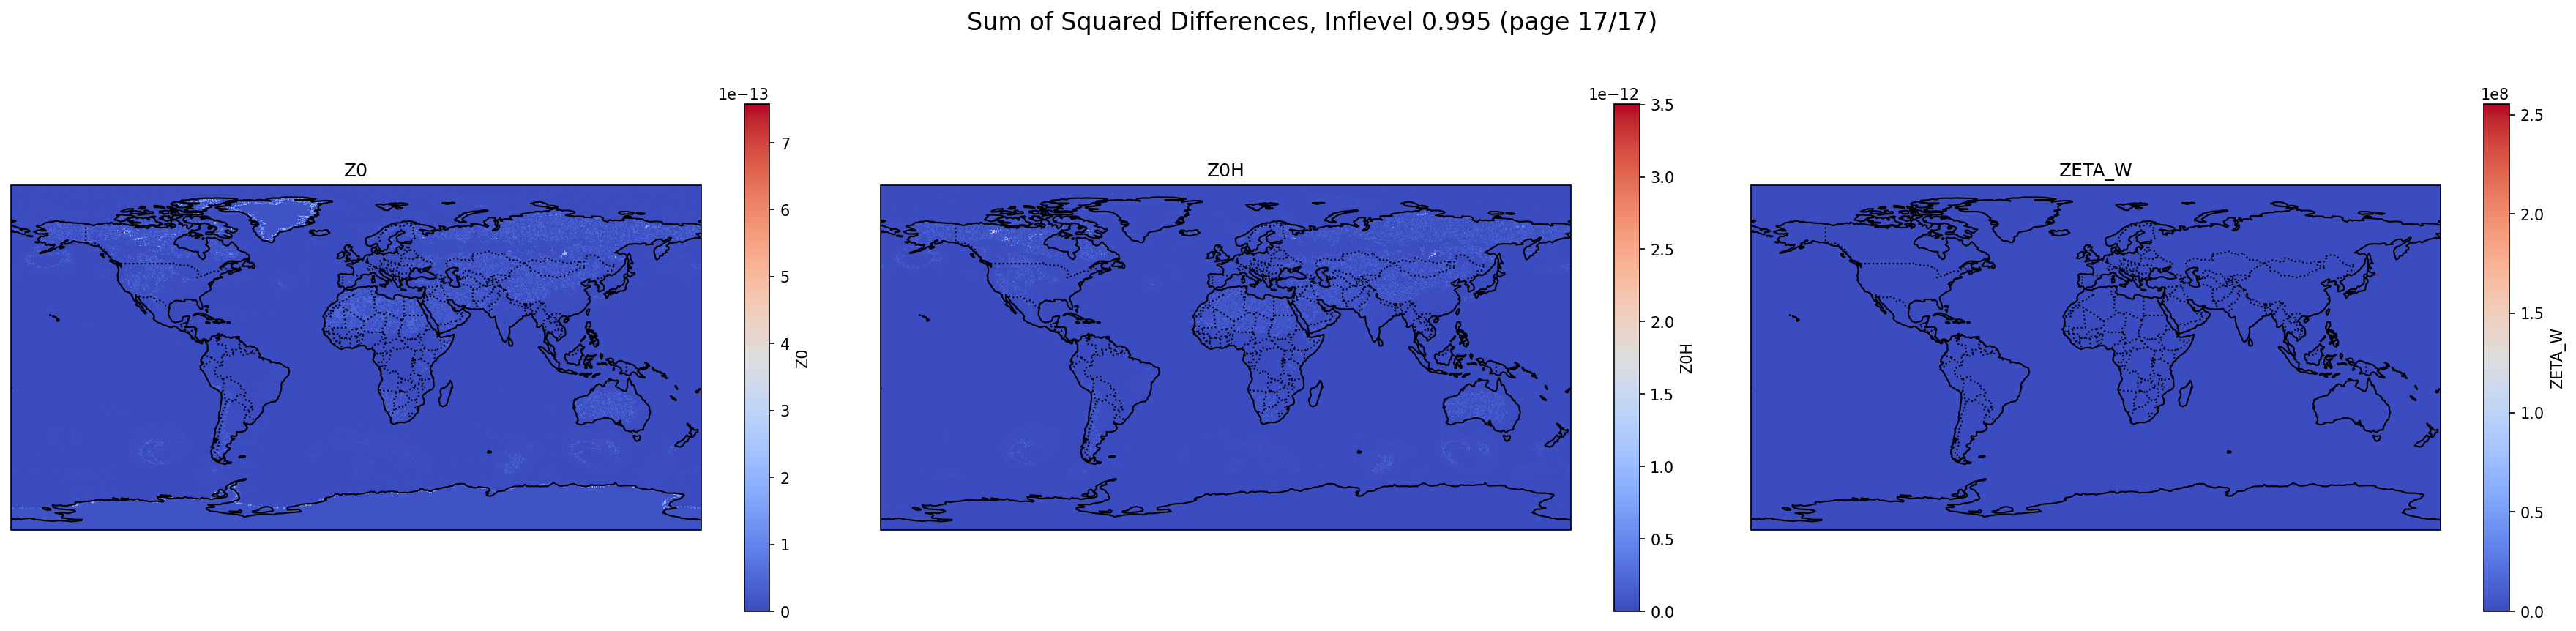 Sum of Squared Differences, Inflevel 0.995 (page 17/17)
Z0
1e−13
7
6
5
4
3
2
1
0
Z0
Z0H
1e−12
3.5
3.0
2.5
2.0
1.5
1.0
0.5
0.0
Z0H
ZETA_W
1e8
2.5
2.0
1.5
1.0
0.5
0.0
ZETA_W